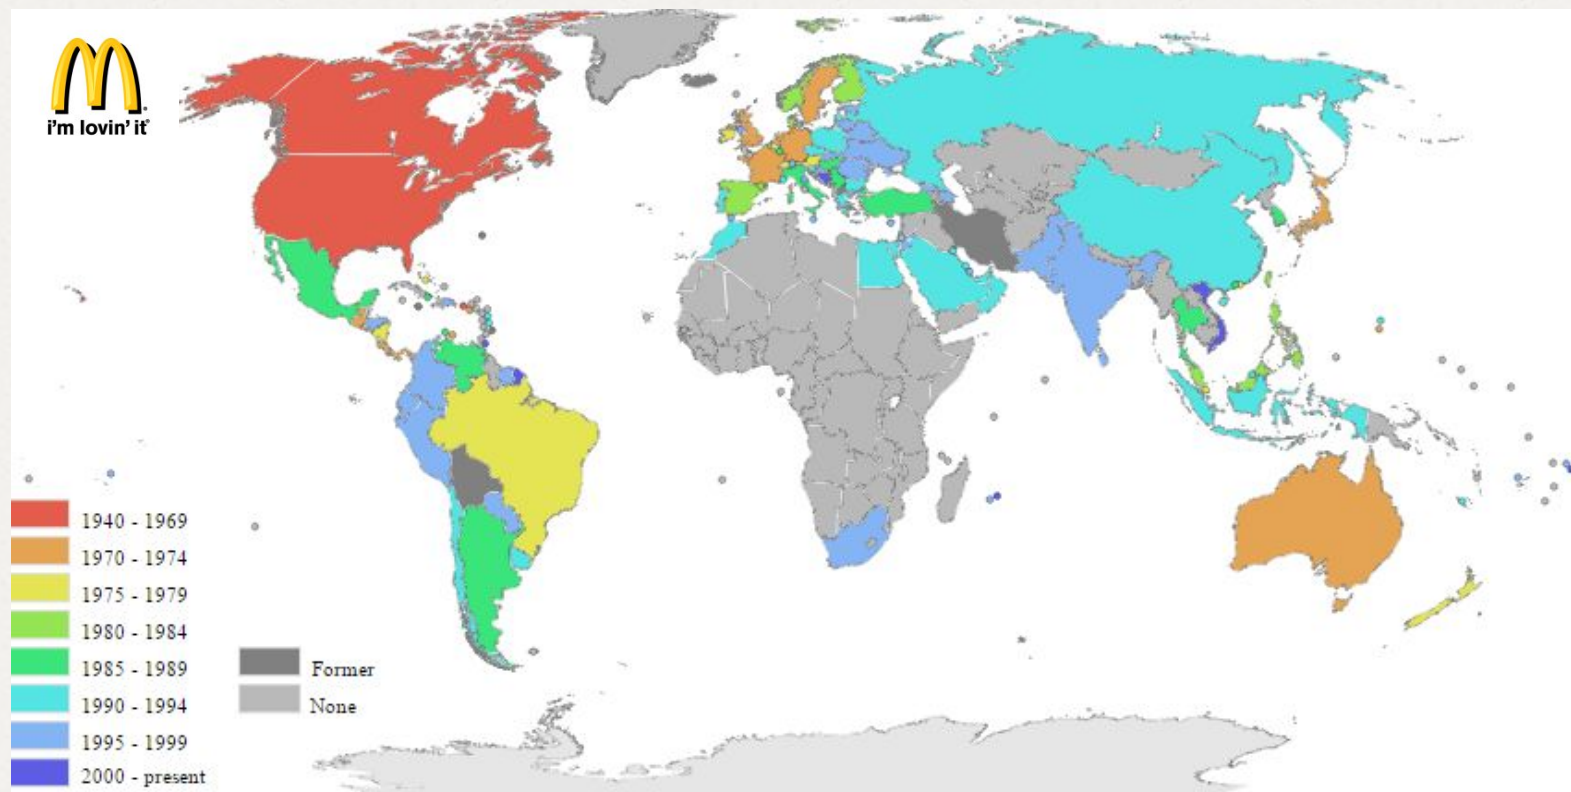 i'm lovin' it
1940 - 1969
1970 - 1974
1975 - 1979
1980 - 1984
1985 - 1989
1990 - 1994
1995 - 1999
2000 - present
Former
None